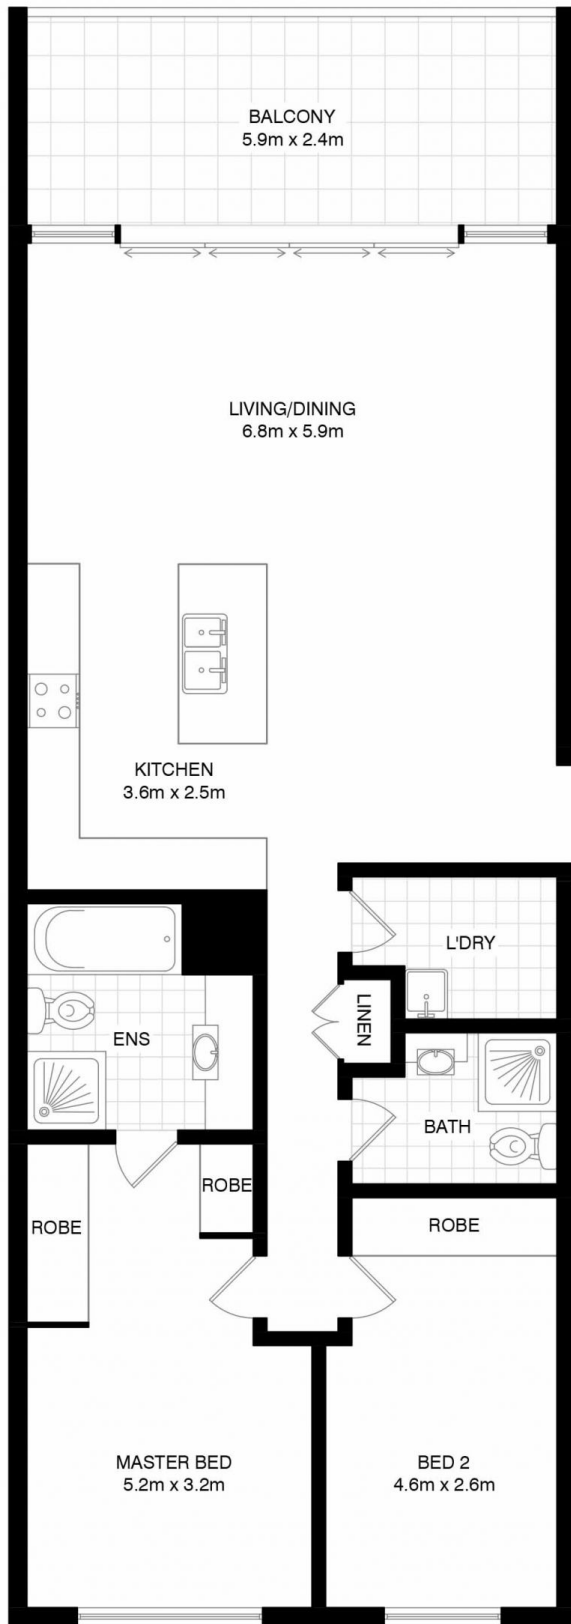 BALCONY
5.9m x 2.4m
LIVING/DINING
6.8m x 5.9m
KITCHEN
3.6m x 2.5m
L'DRY
LINEN
ENS
BATH
ROBE
ROBE
ROBE
MASTER BED
5.2m x 3.2m
BED 2
4.6m x 2.6m